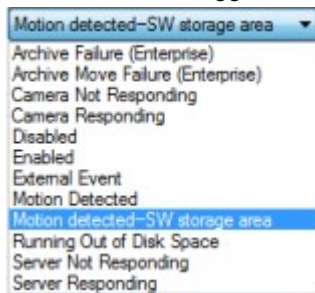 Motion detected-SW storage area
Archive Failure (Enterprise)
Archive Move Failure (Enterprise)
Camera Not Responding
Camera Responding
Disabled
Enabled
External Event
Motion Detected
Motion detected-SW storage area
Running Out of Disk Space
Server Not Responding
Server Responding